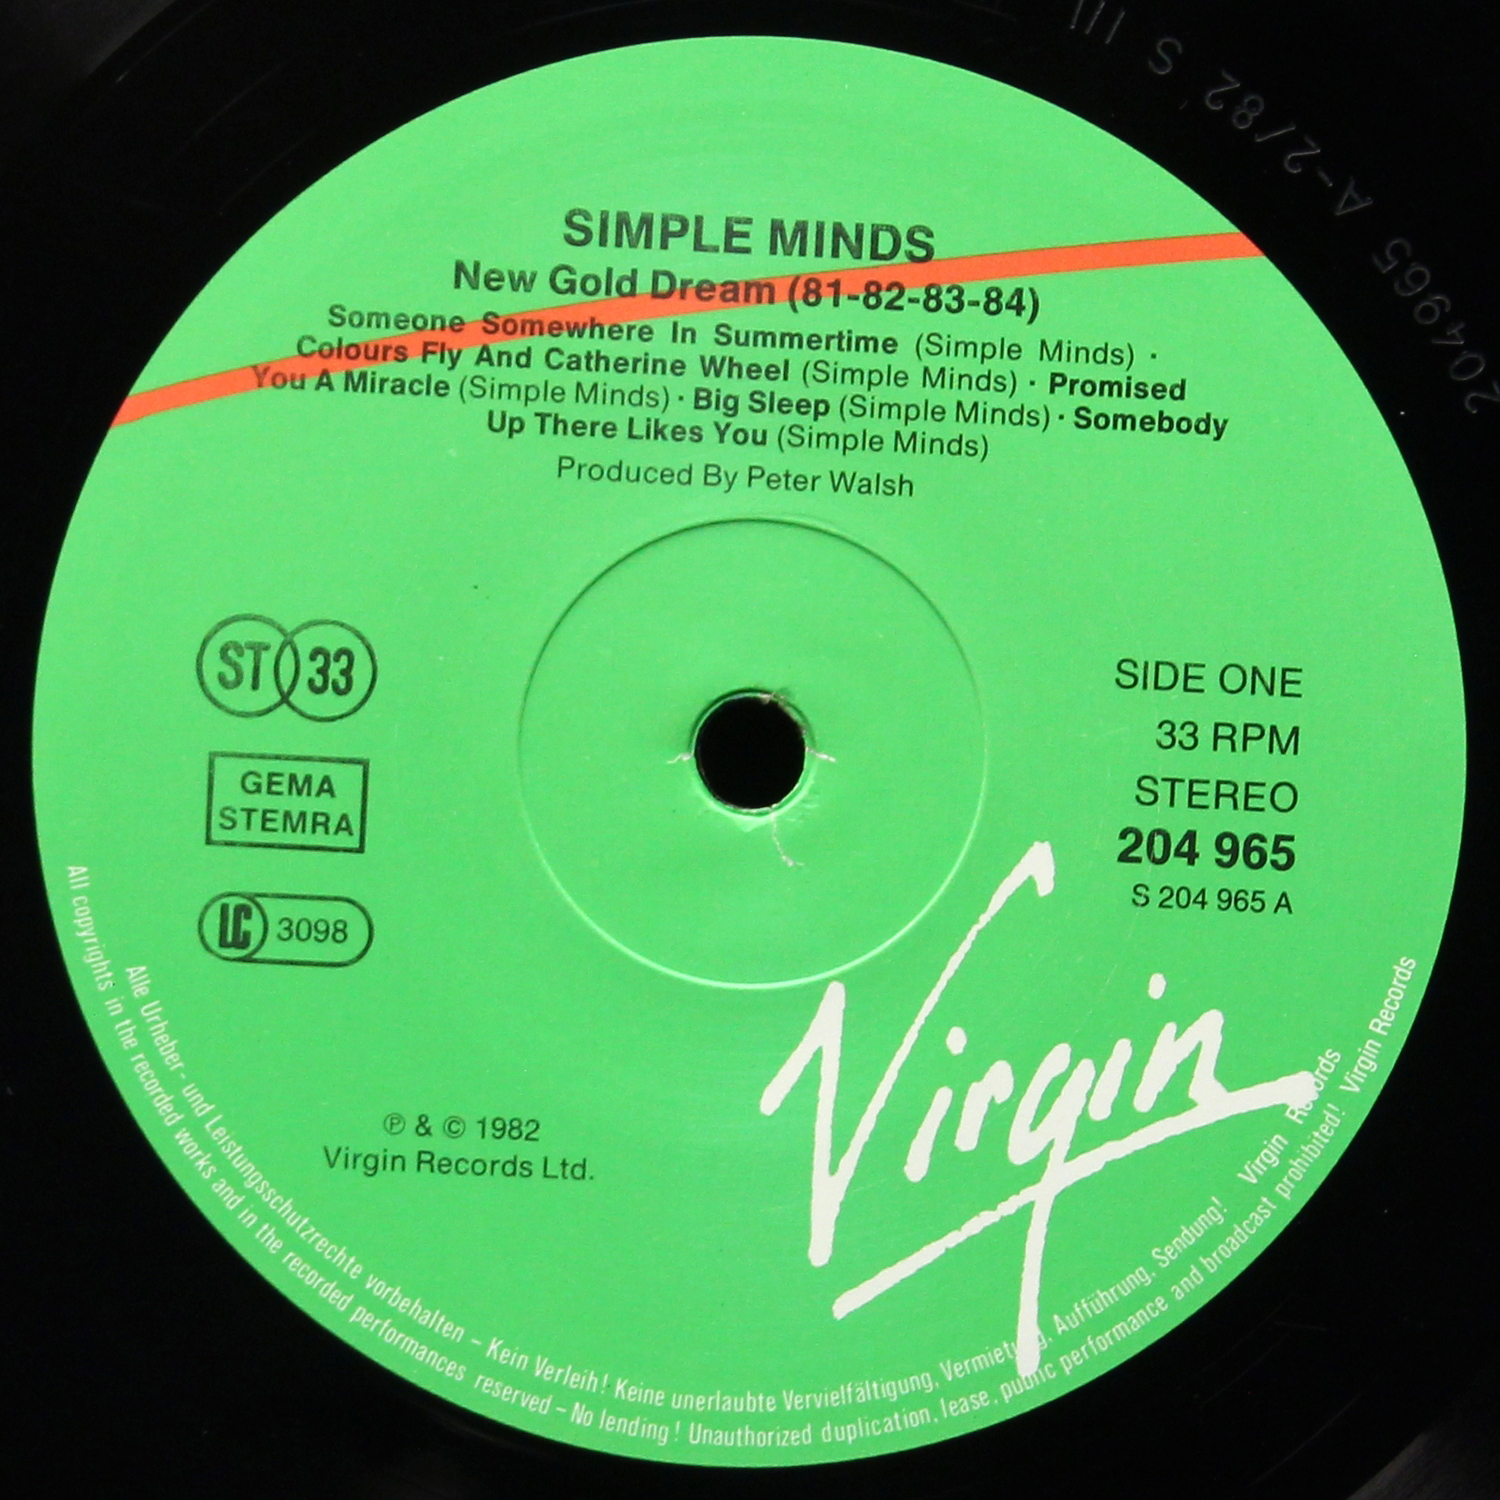 SIMPLE MINDS
New Gold Dream (81-82-83-84)
Someone Somewhere In Summertime (Simple Minds) ·
Colours Fly And Catherine Wheel (Simple Minds) · Promised
You A Miracle (Simple Minds) · Big Sleep (Simple Minds) · Somebody
Up There Likes You (Simple Minds)
Produced By Peter Walsh
ST 33
GEMA
STEMRA
LC 3098
SIDE ONE
33 RPM
STEREO
204 965
S 204 965 A
Virgin
℗ & © 1982
Virgin Records Ltd.
Alle Urheber- und Leistungsschutzrechte vorbehalten – Kein Verleih! Keine unerlaubte Vervielfältigung, Vermietung, Aufführung, Sendung! Virgin Records
All copyrights in the recorded works and in the recorded performances reserved – No lending! Unauthorized duplication, lease, public performance and broadcast prohibited! Virgin Records
204965 A-2/82 S III